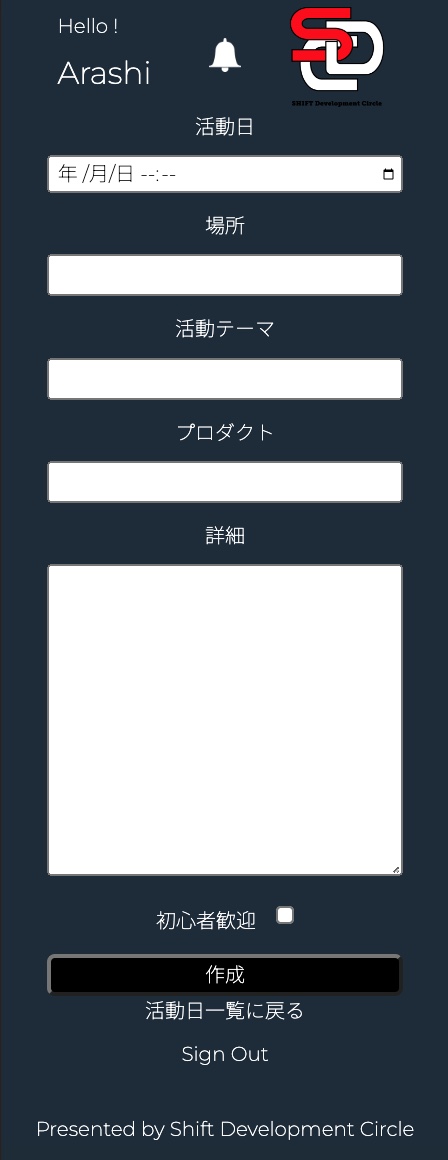 Hello !
Arashi
SDC
SHIFT Development Circle
活動日
年 /月/日 --:--
場所
活動テーマ
プロダクト
詳細
初心者歓迎
作成
活動日一覧に戻る
Sign Out
Presented by Shift Development Circle